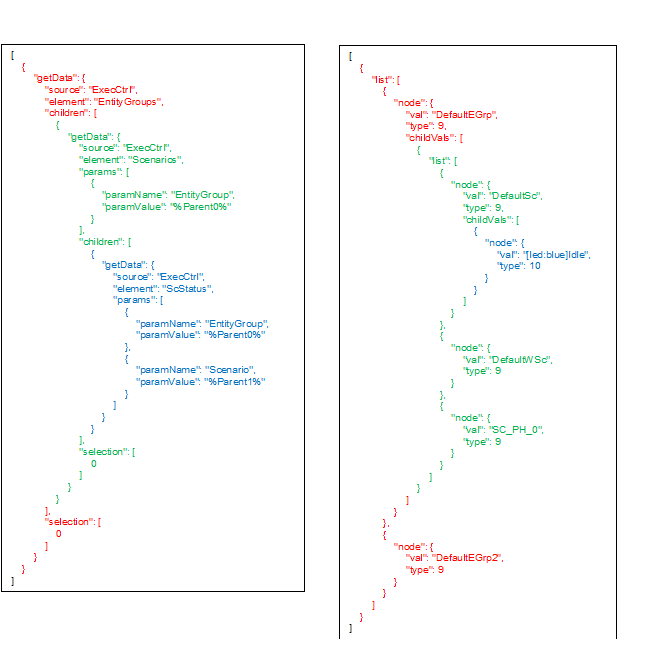 [
{
"getData": {
"source": "ExecCtrl",
"element": "EntityGroups",
"children": [
{
"getData": {
"source": "ExecCtrl",
"element": "Scenarios",
"params": [
{
"paramName": "EntityGroup",
"paramValue": "%Parent0%"
}
],
"children": [
{
"getData": {
"source": "ExecCtrl",
"element": "ScStatus",
"params": [
{
"paramName": "EntityGroup",
"paramValue": "%Parent0%"
},
{
"paramName": "Scenario",
"paramValue": "%Parent1%"
}
]
}
}
],
"selection": [
0
]
}
}
],
"selection": [
0
]
}
}
]
[
{
"list": [
{
"node": {
"val": "DefaultEGrp",
"type": 9,
"childVals": [
{
"list": [
{
"node": {
"val": "DefaultSc",
"type": 9,
"childVals": [
{
"node": {
"val": "[led:blue]Idle",
"type": 10
}
}
]
}
},
{
"node": {
"val": "DefaultWSc",
"type": 9
}
},
{
"node": {
"val": "SC_PH_0",
"type": 9
}
}
]
}
]
}
},
{
"node": {
"val": "DefaultEGrp2",
"type": 9
}
}
]
}
]